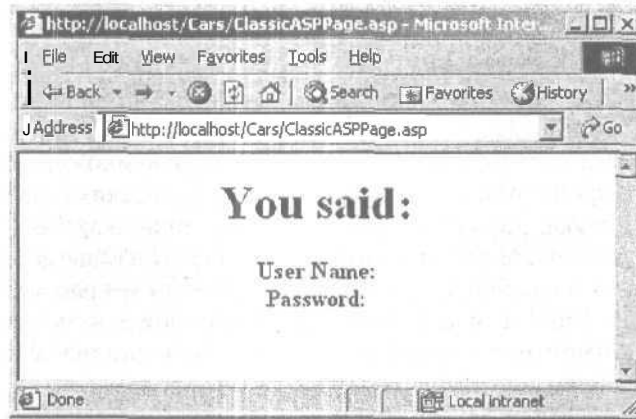 http://localhost/Cars/ClassicASPPage.asp - Microsoft Inter...
File Edit View Favorites Tools Help
Back Search Favorites History »
Address http://localhost/Cars/ClassicASPPage.asp Go
You said:
User Name:
Password:
Done Local intranet